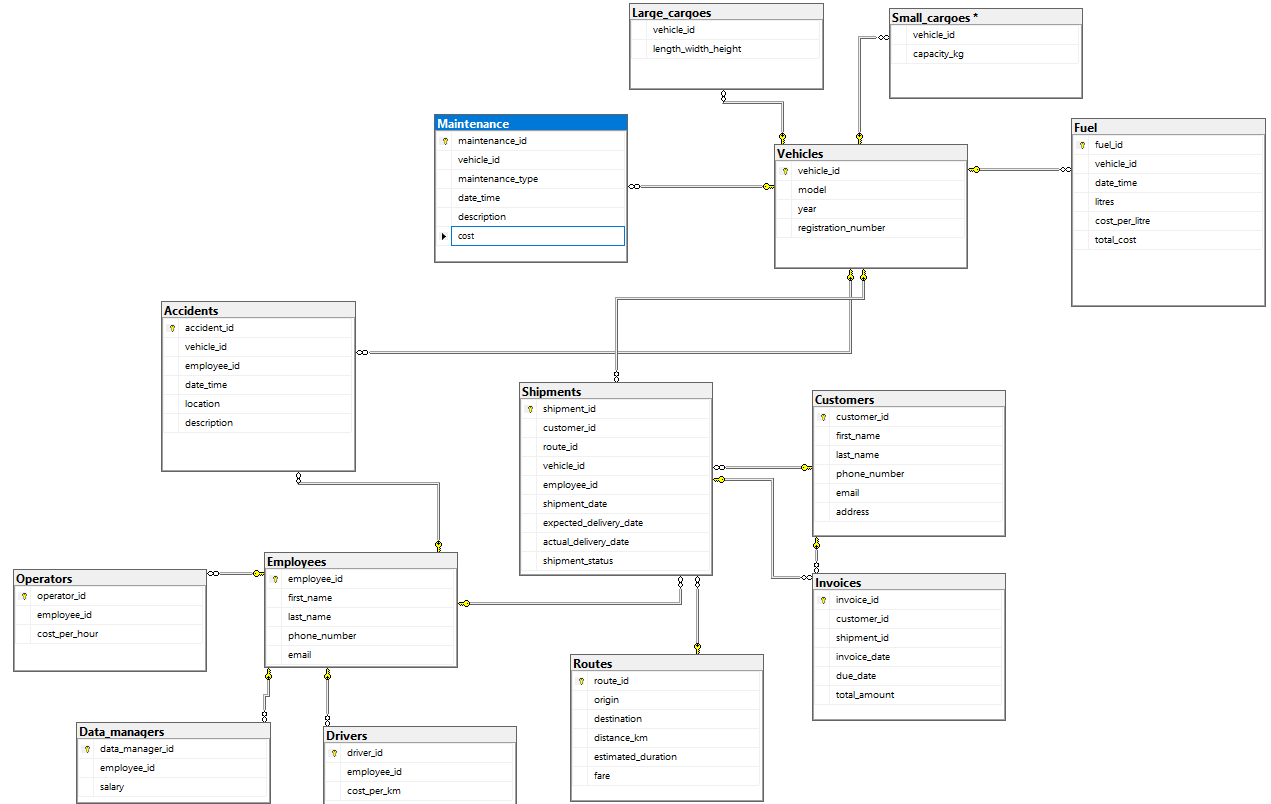 Large_cargoes
vehicle_id
length_width_height
Small_cargoes *
vehicle_id
capacity_kg
Maintenance
maintenance_id
vehicle_id
maintenance_type
date_time
description
cost
Vehicles
vehicle_id
model
year
registration_number
Fuel
fuel_id
vehicle_id
date_time
litres
cost_per_litre
total_cost
Accidents
accident_id
vehicle_id
employee_id
date_time
location
description
Shipments
shipment_id
customer_id
route_id
vehicle_id
employee_id
shipment_date
expected_delivery_date
actual_delivery_date
shipment_status
Customers
customer_id
first_name
last_name
phone_number
email
address
Operators
operator_id
employee_id
cost_per_hour
Employees
employee_id
first_name
last_name
phone_number
email
Invoices
invoice_id
customer_id
shipment_id
invoice_date
due_date
total_amount
Data_managers
data_manager_id
employee_id
salary
Drivers
driver_id
employee_id
cost_per_km
Routes
route_id
origin
destination
distance_km
estimated_duration
fare